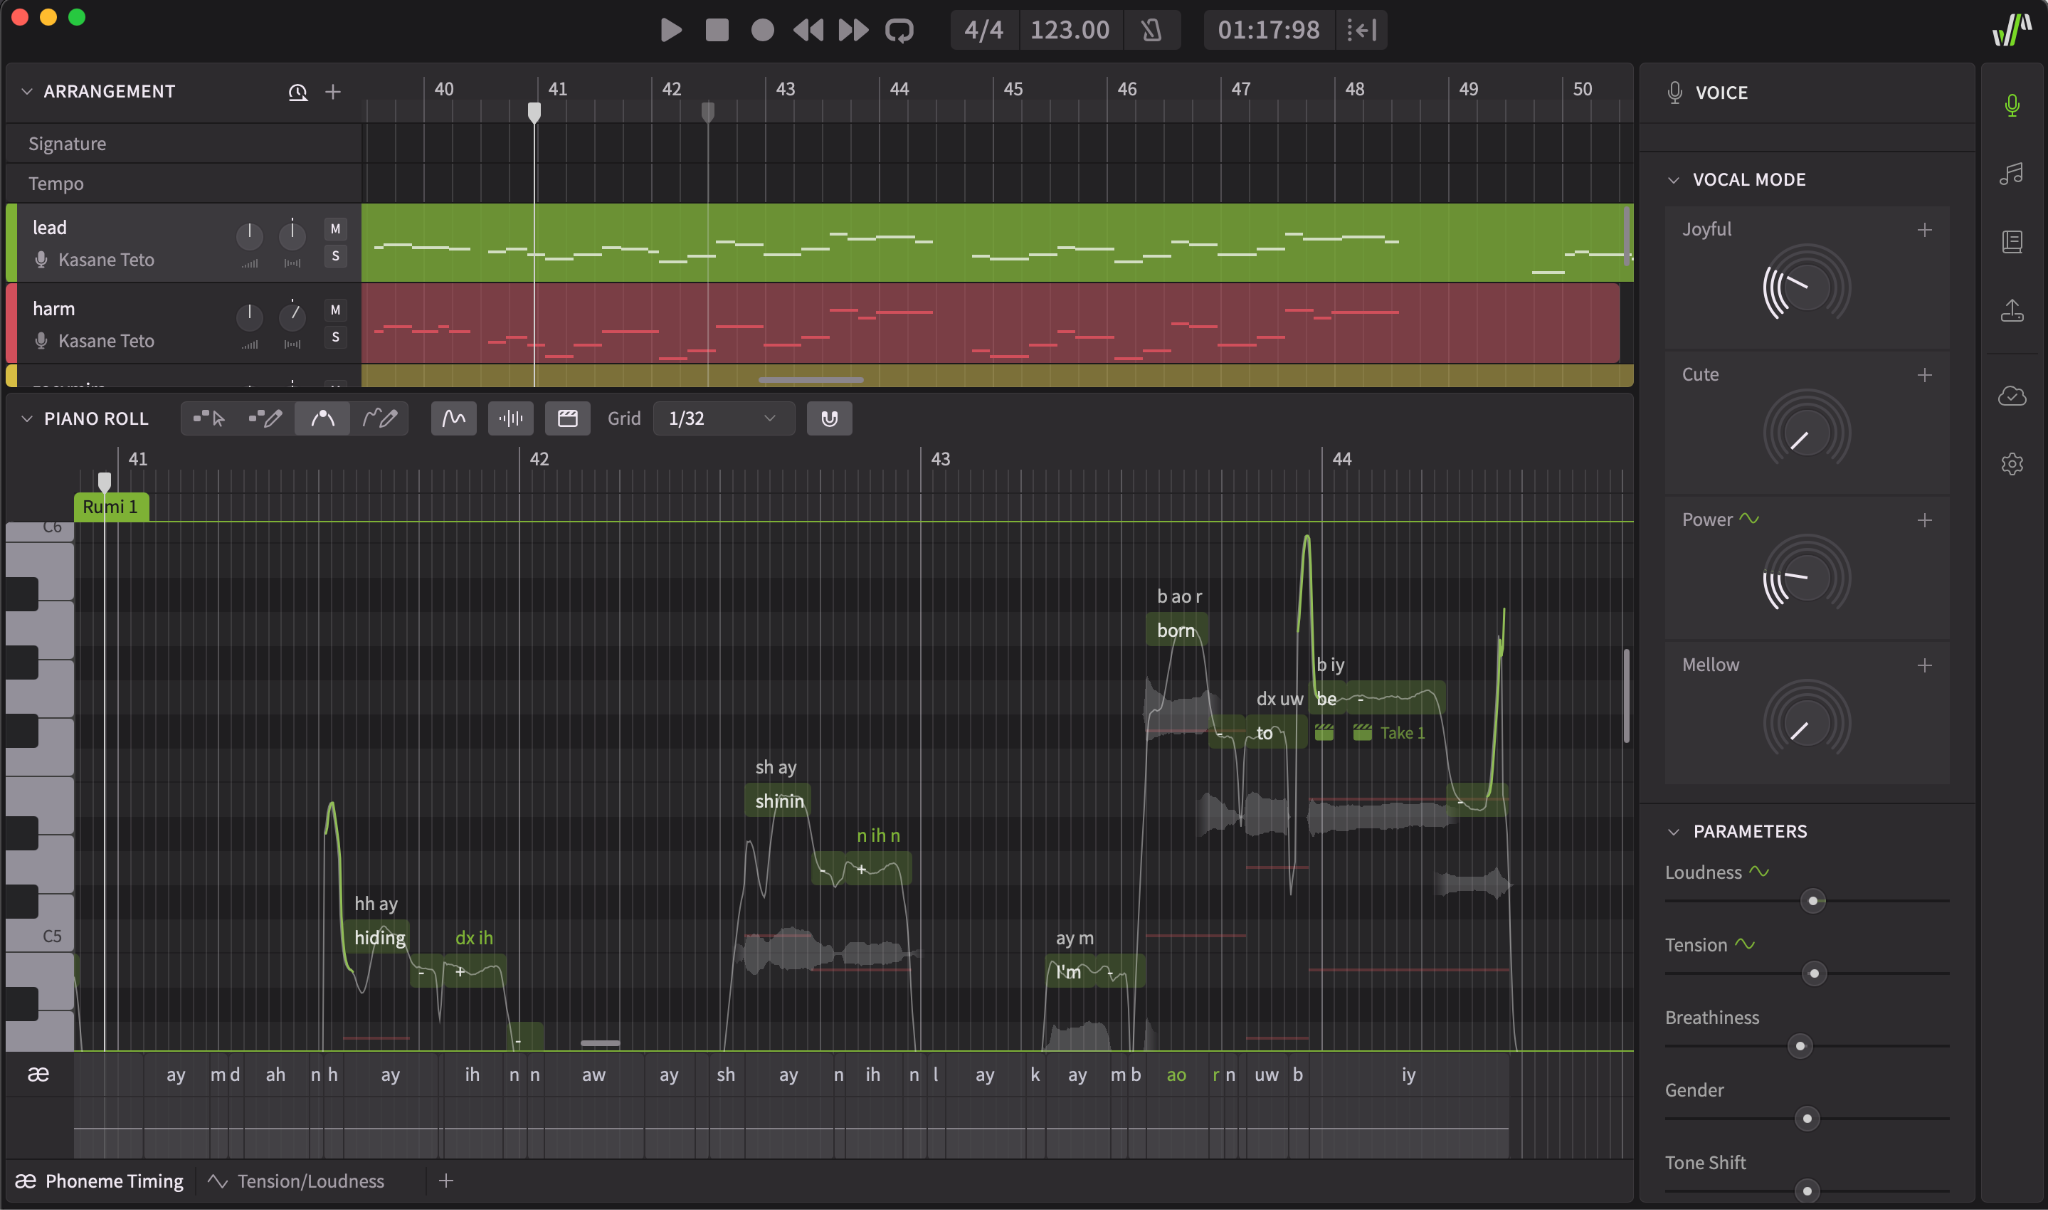 4/4 123.00 01:17:98
ARRANGEMENT
40 41 42 43 44 45 46 47 48 49 50
Signature
Tempo
lead
M
S
Kasane Teto
harm
M
S
Kasane Teto
VOICE
VOCAL MODE
Joyful
Cute
Power
Mellow
PARAMETERS
Loudness
Tension
Breathiness
Gender
Tone Shift
PIANO ROLL
Grid 1/32
41 42 43 44
Rumi 1
C6
b ao r
born
b iy
dx uw be -
- to
Take 1
sh ay
shinin
n ih n
- +
-
hh ay
hiding
dx ih
C5
ay m
- +
I'm -
-
æ ay m d ah n h ay ih n n aw ay sh ay n ih n l ay k ay m b ao r n uw b iy
æ Phoneme Timing Tension/Loudness +